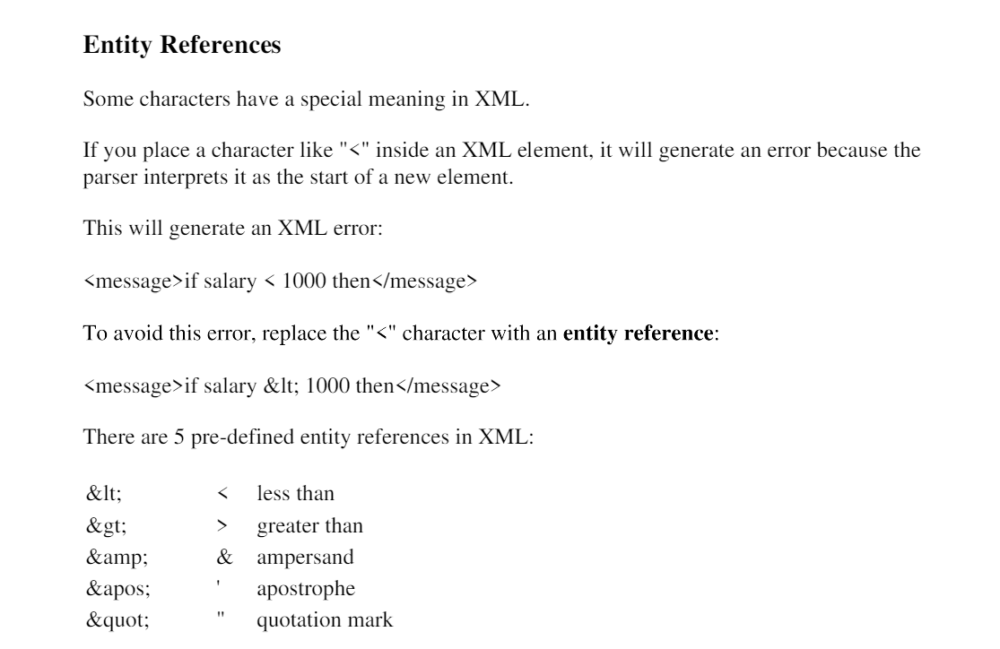 Entity References
Some characters have a special meaning in XML.
If you place a character like "<" inside an XML element, it will generate an error because the
parser interprets it as the start of a new element.
This will generate an XML error:
<message>if salary < 1000 then</message>
To avoid this error, replace the "<" character with an entity reference:
<message>if salary &lt; 1000 then</message>
There are 5 pre-defined entity references in XML:
&lt; < less than
&gt; > greater than
&amp; & ampersand
&apos; ' apostrophe
&quot; " quotation mark